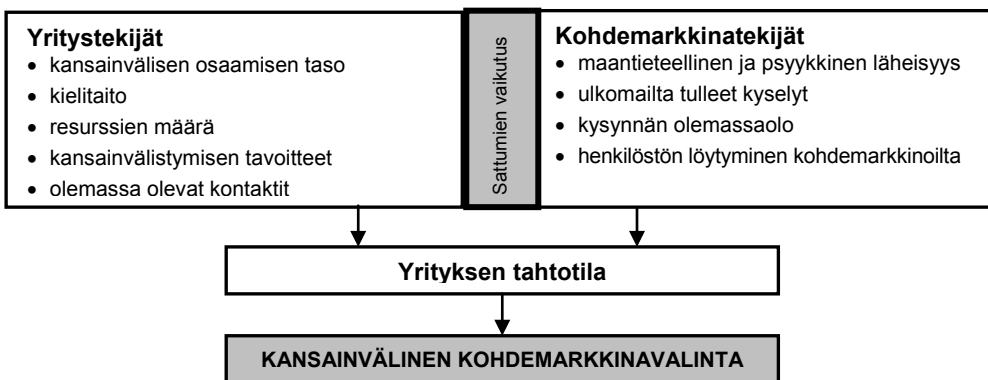 Yritystekijät
• kansainvälisen osaamisen taso
• kielitaito
• resurssien määrä
• kansainvälistymisen tavoitteet
• olemassa olevat kontaktit
Sattumien vaikutus
Kohdemarkkinatekijät
• maantieteellinen ja psyykkinen läheisyys
• ulkomailta tulleet kyselyt
• kysynnän olemassaolo
• henkilöstön löytyminen kohdemarkkinoilta
Yrityksen tahtotila
KANSAINVÄLINEN KOHDEMARKKINAVALINTA